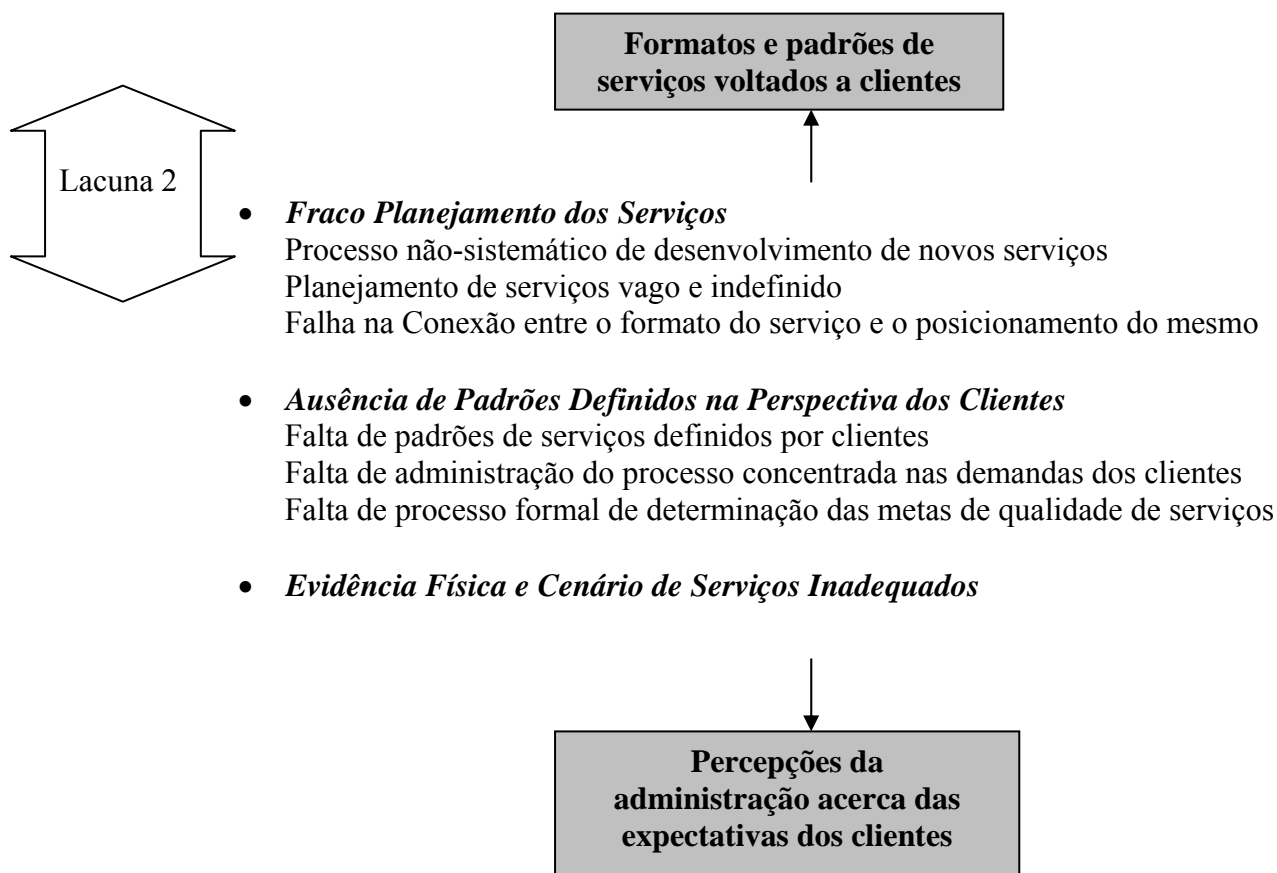 Formatos e padrões de
serviços voltados a clientes
Lacuna 2
• Fraco Planejamento dos Serviços
Processo não-sistemático de desenvolvimento de novos serviços
Planejamento de serviços vago e indefinido
Falha na Conexão entre o formato do serviço e o posicionamento do mesmo
• Ausência de Padrões Definidos na Perspectiva dos Clientes
Falta de padrões de serviços definidos por clientes
Falta de administração do processo concentrada nas demandas dos clientes
Falta de processo formal de determinação das metas de qualidade de serviços
• Evidência Física e Cenário de Serviços Inadequados
Percepções da
administração acerca das
expectativas dos clientes